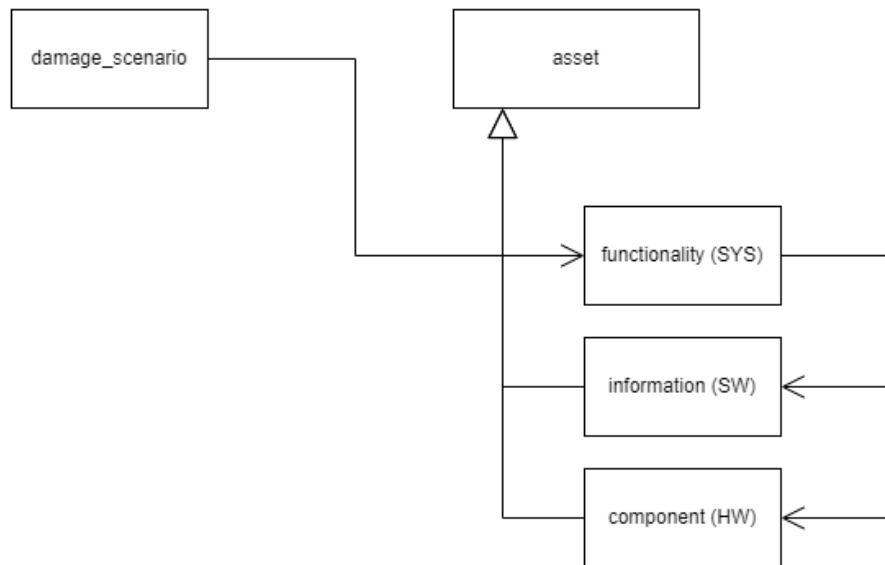 damage_scenario
asset
functionality (SYS)
information (SW)
component (HW)